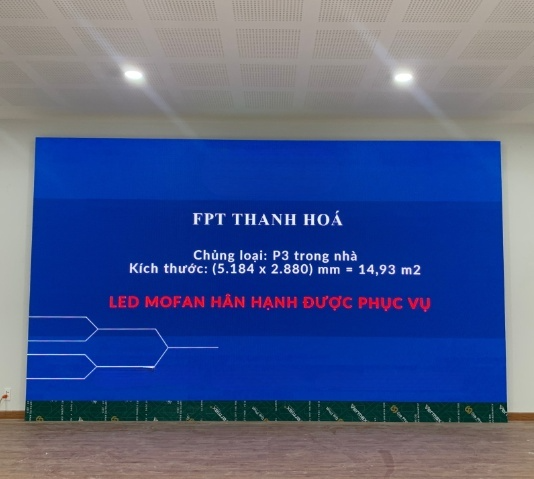 FPT THANH HOÁ
Chủng loại: P3 trong nhà
Kích thước: (5.184 x 2.880) mm = 14,93 m2
LED MOFAN HÂN HẠNH ĐƯỢC PHỤC VỤ